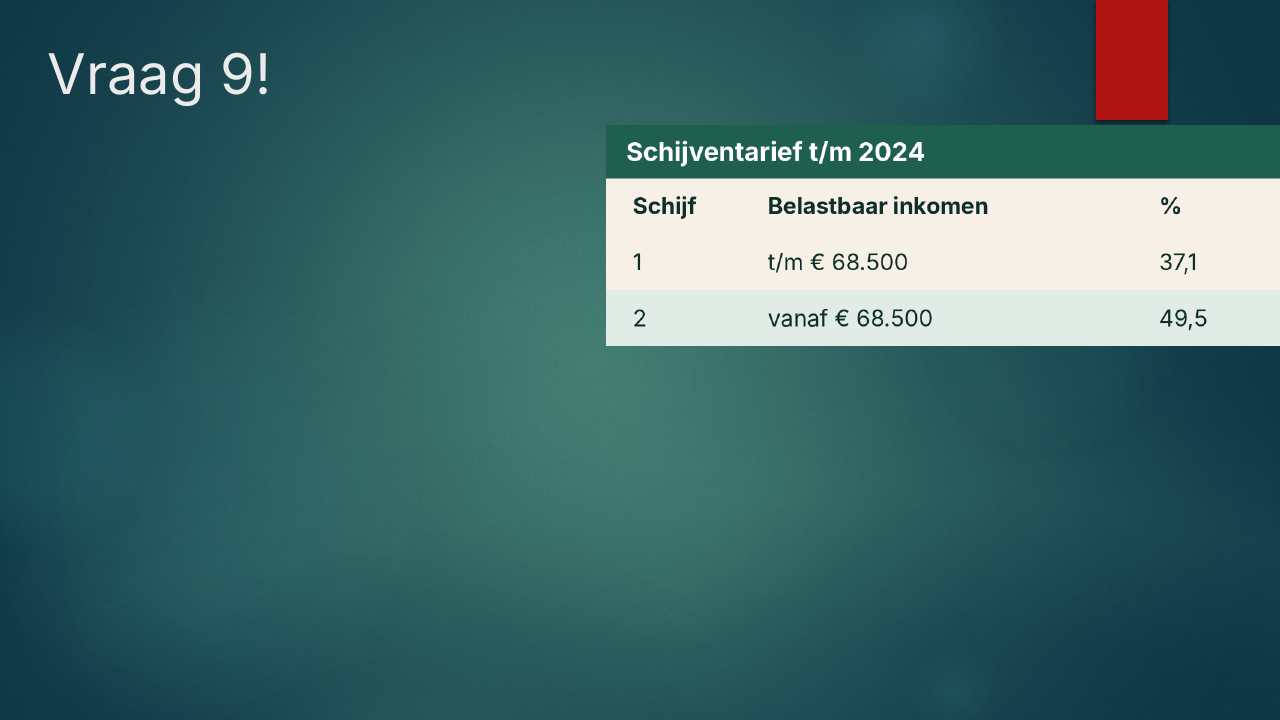 Vraag 9!
Schijventarief t/m 2024
Schijf Belastbaar inkomen %
1 t/m € 68.500 37,1
2 vanaf € 68.500 49,5